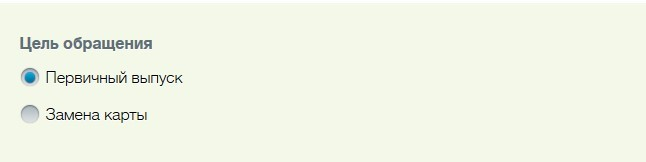 Цель обращения
Первичный выпуск
Замена карты